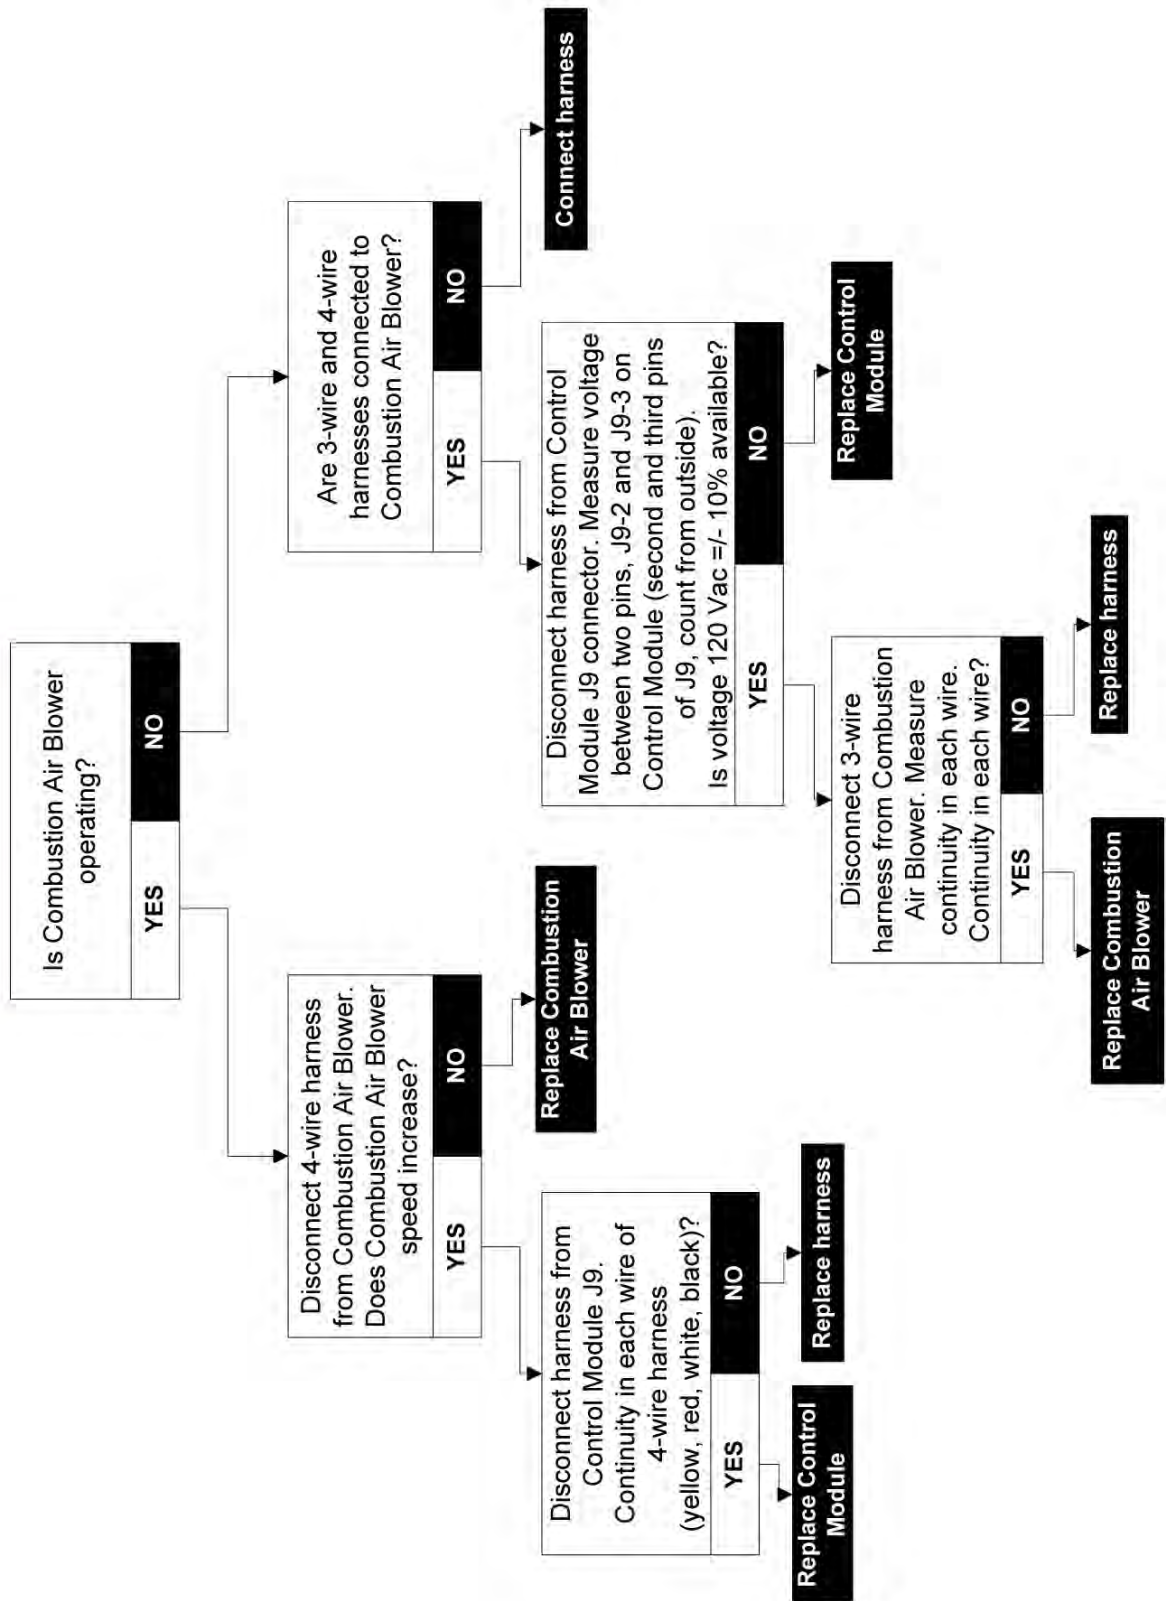 Is Combustion Air Blower
operating?
YES
NO
Disconnect 4-wire harness
from Combustion Air Blower.
Does Combustion Air Blower
speed increase?
YES
NO
Are 3-wire and 4-wire
harnesses connected to
Combustion Air Blower?
YES
NO
Disconnect harness from
Control Module J9.
Continuity in each wire of
4-wire harness
(yellow, red, white, black)?
YES
NO
Replace Combustion
Air Blower
Disconnect harness from Control
Module J9 connector. Measure voltage
between two pins, J9-2 and J9-3 on
Control Module (second and third pins
of J9, count from outside).
Is voltage 120 Vac =/- 10% available?
YES
NO
Connect harness
Replace Control
Module
Replace harness
Disconnect 3-wire
harness from Combustion
Air Blower. Measure
continuity in each wire.
Continuity in each wire?
YES
NO
Replace Control
Module
Replace Combustion
Air Blower
Replace harness